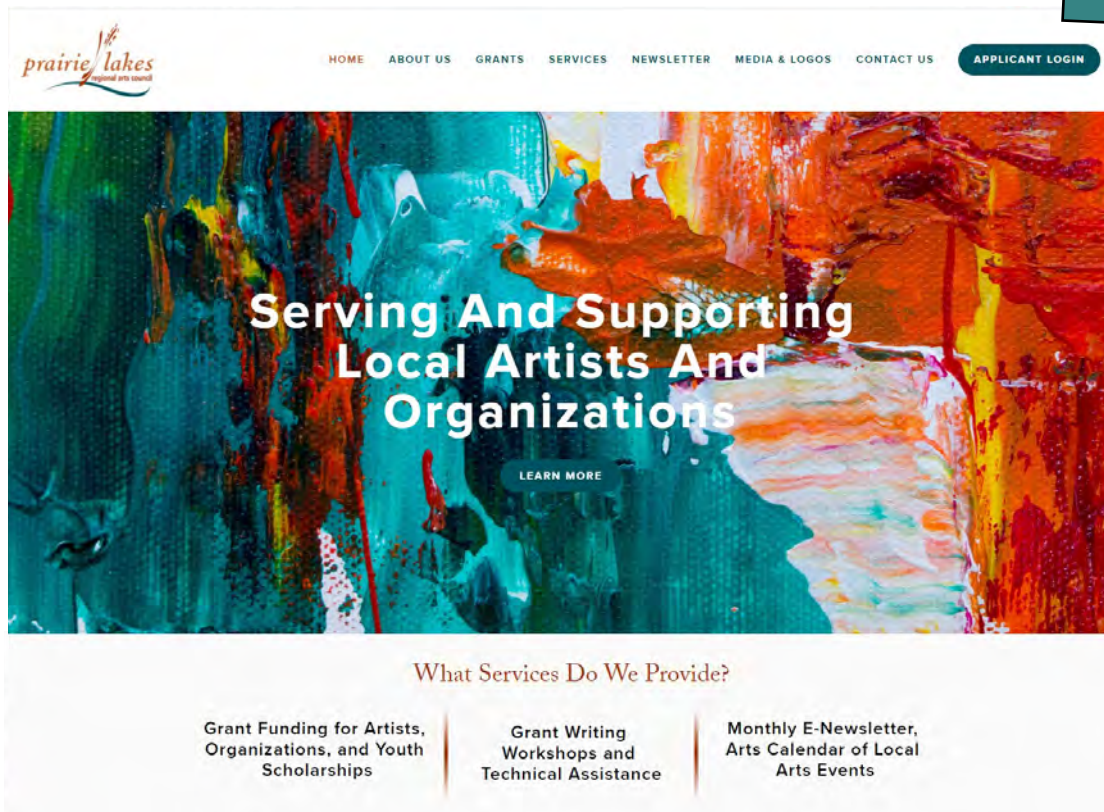 prairie lakes
regional arts council
HOME ABOUT US GRANTS SERVICES NEWSLETTER MEDIA & LOGOS CONTACT US APPLICANT LOGIN
Serving And Supporting
Local Artists And
Organizations
LEARN MORE
What Services Do We Provide?
Grant Funding for Artists,
Organizations, and Youth
Scholarships
Grant Writing
Workshops and
Technical Assistance
Monthly E-Newsletter,
Arts Calendar of Local
Arts Events